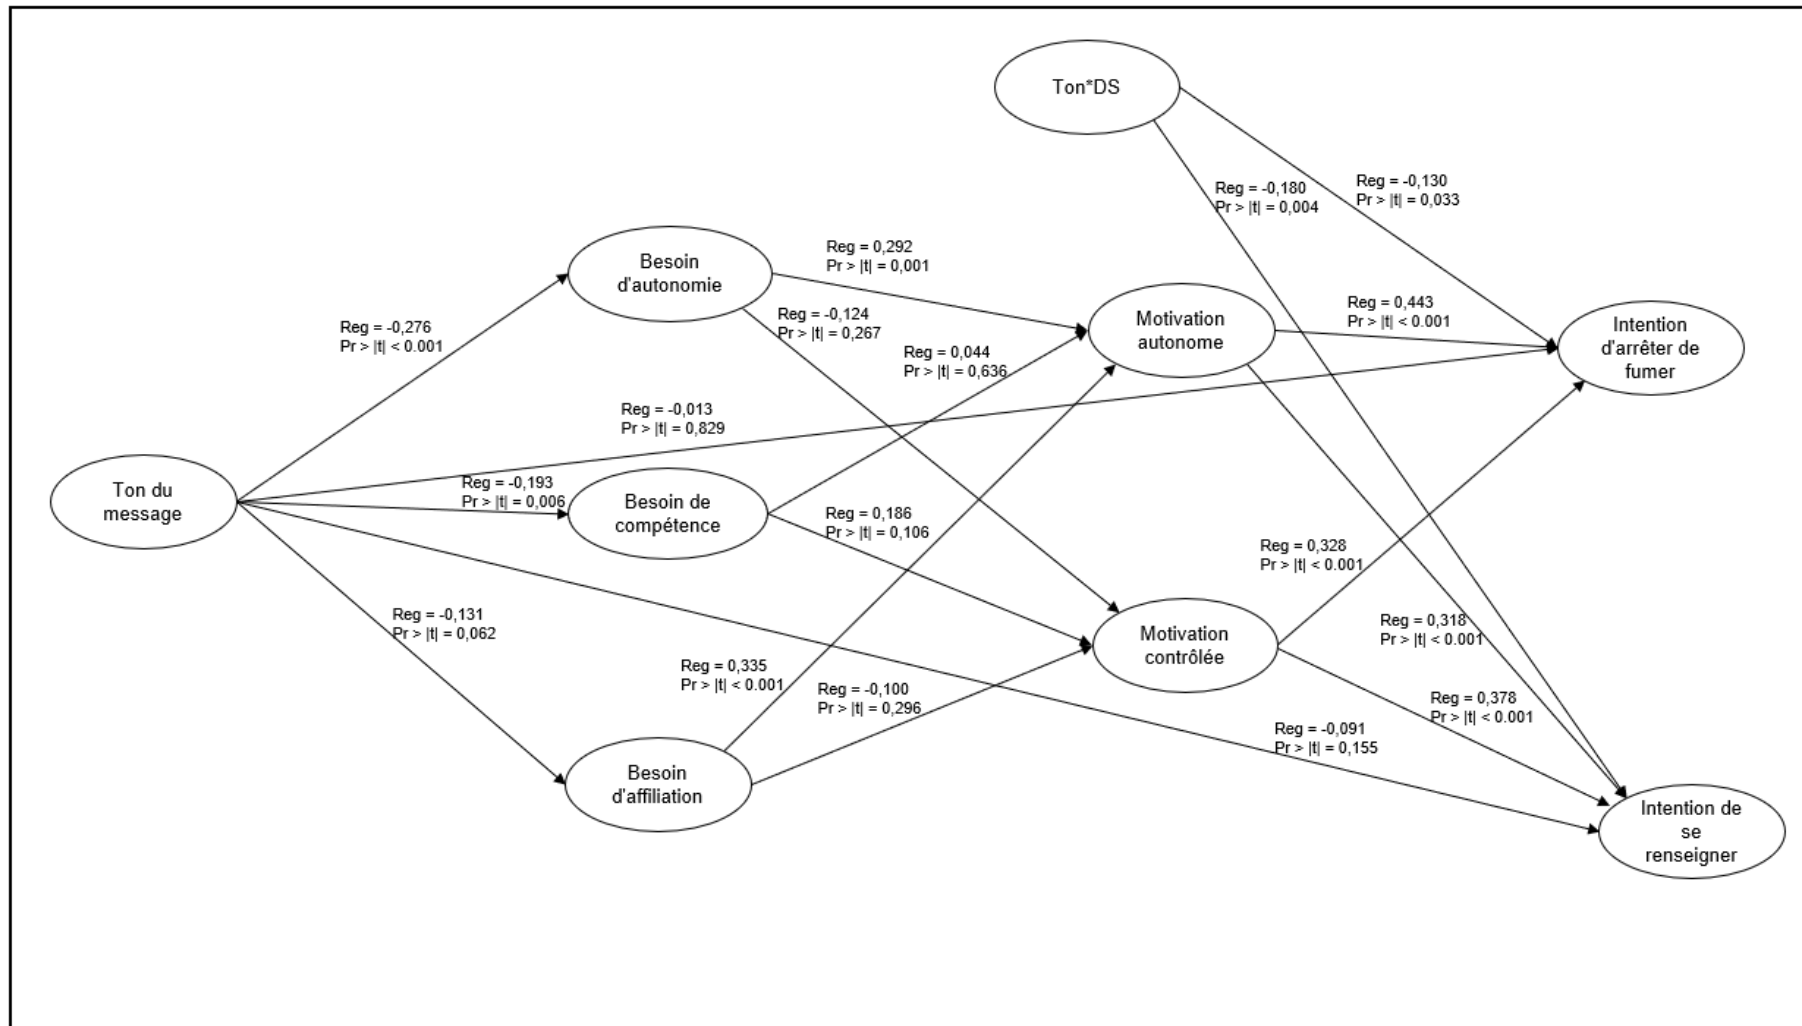 Ton*DS
Reg = -0,180
Pr > |t| = 0,004
Reg = -0,130
Pr > |t| = 0,033
Besoin
d'autonomie
Reg = 0,292
Pr > |t| = 0,001
Reg = -0,276
Pr > |t| < 0.001
Reg = -0,124
Pr > |t| = 0,267
Reg = 0,044
Pr > |t| = 0,636
Motivation
autonome
Reg = 0,443
Pr > |t| < 0.001
Intention
d'arrêter de
fumer
Reg = -0,013
Pr > |t| = 0,829
Ton du
message
Reg = -0,193
Pr > |t| = 0,006
Besoin de
compétence
Reg = 0,186
Pr > |t| = 0,106
Reg = 0,328
Pr > |t| < 0.001
Reg = -0,131
Pr > |t| = 0,062
Reg = 0,318
Pr > |t| < 0.001
Motivation
contrôlée
Reg = 0,335
Pr > |t| < 0.001
Reg = -0,100
Pr > |t| = 0,296
Reg = 0,378
Pr > |t| < 0.001
Reg = -0,091
Pr > |t| = 0,155
Besoin
d'affiliation
Intention de
se
renseigner